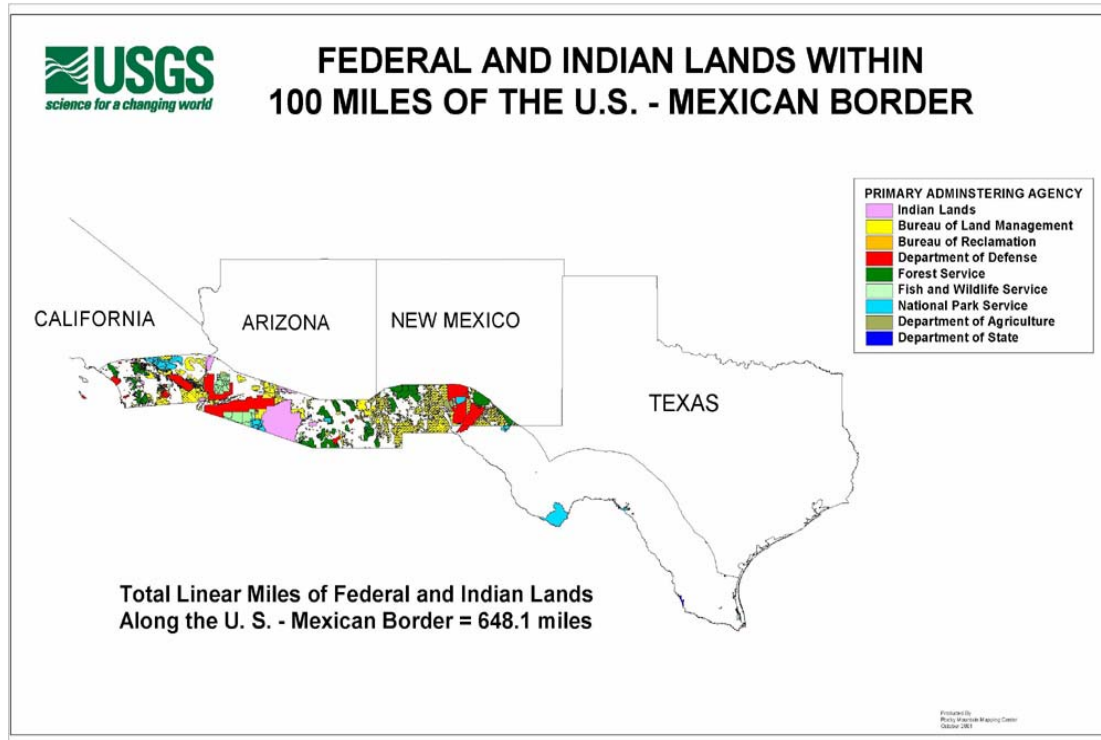 USGS
science for a changing world
FEDERAL AND INDIAN LANDS WITHIN
100 MILES OF THE U.S. - MEXICAN BORDER
PRIMARY ADMINSTERING AGENCY
Indian Lands
Bureau of Land Management
Bureau of Reclamation
Department of Defense
Forest Service
Fish and Wildlife Service
National Park Service
Department of Agriculture
Department of State
CALIFORNIA
ARIZONA
NEW MEXICO
TEXAS
Total Linear Miles of Federal and Indian Lands
Along the U. S. - Mexican Border = 648.1 miles
Produced By
Rocky Mountain Mapping Center
October 2001